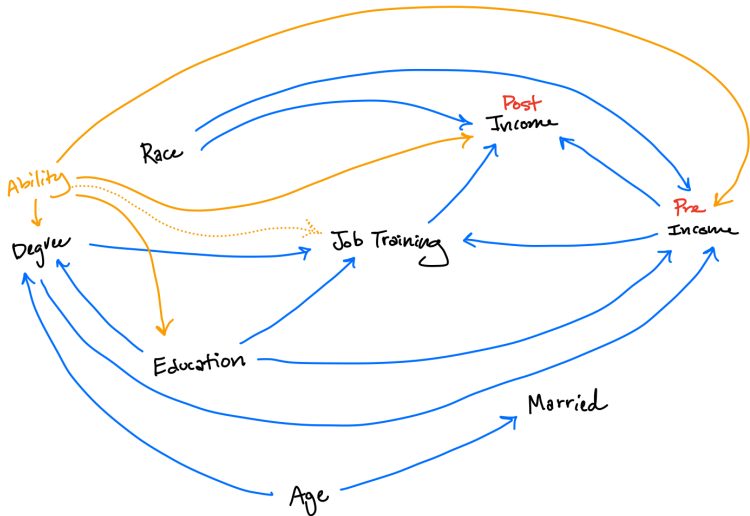 Post
Income
Race
Ability
Pre
Income
Degree
Job Training
Education
Married
Age